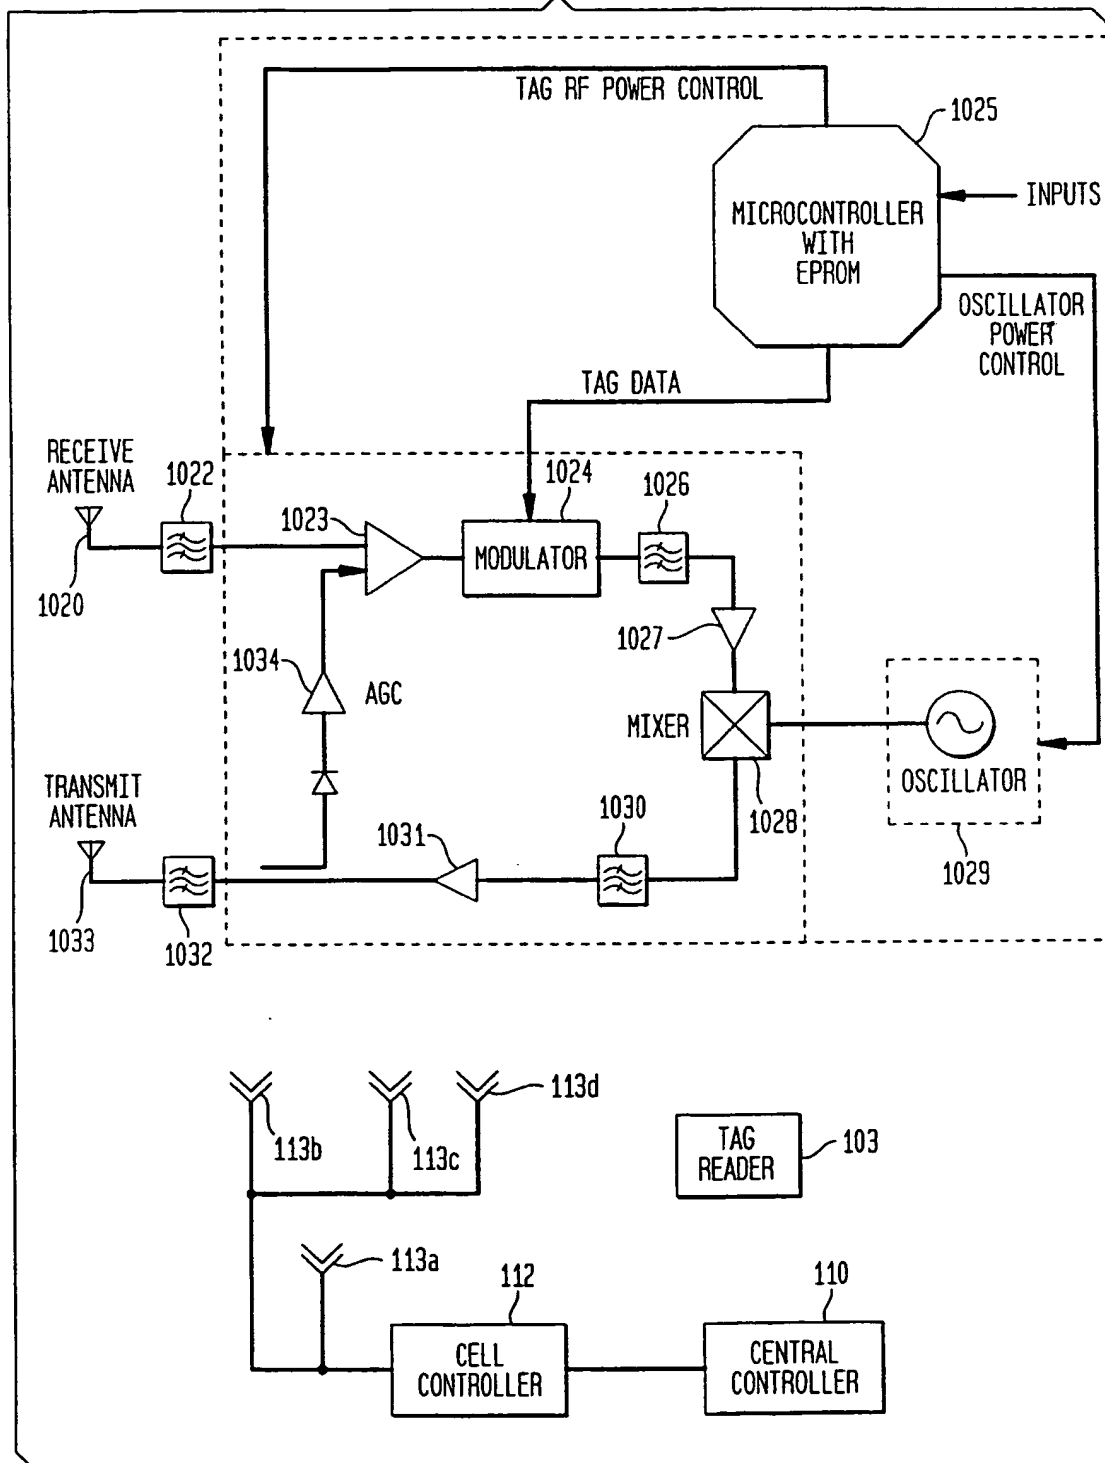 TAG RF POWER CONTROL
1025
INPUTS
MICROCONTROLLER
WITH
EPROM
OSCILLATOR
POWER
CONTROL
TAG DATA
RECEIVE
ANTENNA
1022
1023
1024
1026
MODULATOR
1020
1027
1034
AGC
MIXER
OSCILLATOR
TRANSMIT
ANTENNA
1028
1030
1031
1029
1033
1032
113b
113c
113d
TAG
READER
103
113a
112
110
CELL
CONTROLLER
CENTRAL
CONTROLLER